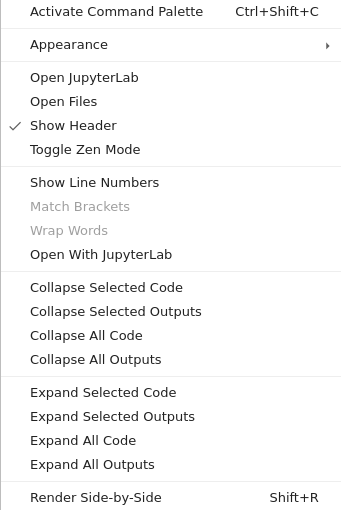 Activate Command Palette Ctrl+Shift+C
Appearance
Open JupyterLab
Open Files
Show Header
Toggle Zen Mode
Show Line Numbers
Match Brackets
Wrap Words
Open With JupyterLab
Collapse Selected Code
Collapse Selected Outputs
Collapse All Code
Collapse All Outputs
Expand Selected Code
Expand Selected Outputs
Expand All Code
Expand All Outputs
Render Side-by-Side Shift+R